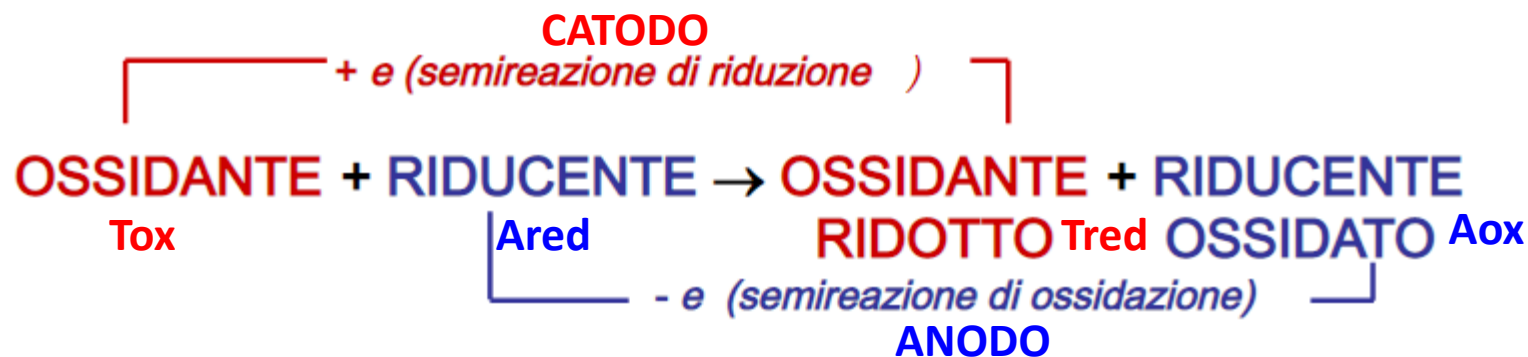 CATODO
+ e (semireazione di riduzione )
OSSIDANTE + RIDUCENTE → OSSIDANTE + RIDUCENTE
Tox Ared RIDOTTO Tred OSSIDATO Aox
- e (semireazione di ossidazione)
ANODO